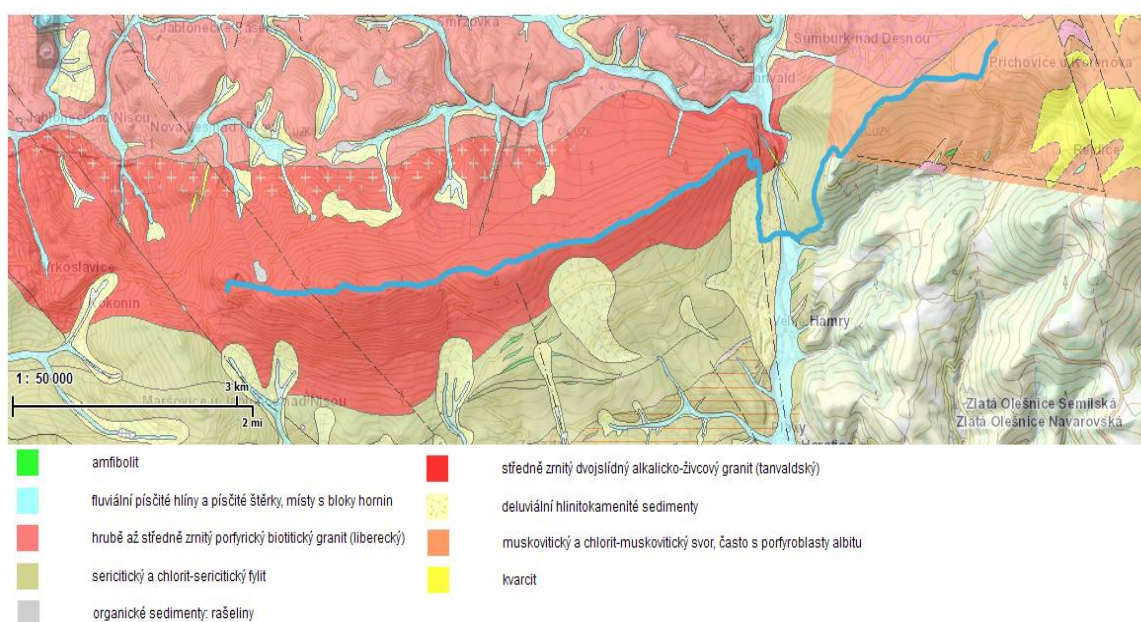 Smržovka
Jablonecké Paseky
Šumburk nad Desnou
Tanvald
Příchovice u Kořenova
Jablonec nad Nisou
Nová Ves nad Nisou
Rejdice
Vrkoslavice
Kokonín
Velké Hamry
1 : 50 000
3 km
Maršovice u Jablonce nad Nisou
2 mi
Zlatá Olešnice Semilská
Zlatá Olešnice Navarovská
amfibolit
středně zrnitý dvojslídný alkalicko-živcový granit (tanvaldský)
fluviální písčité hlíny a písčité štěrky, místy s bloky hornin
deluviální hlinitokamenité sedimenty
hrubě až středně zrnitý porfyrický biotitický granit (liberecký)
muskovitický a chlorit-muskovitický svor, často s porfyroblasty albitu
sericitický a chlorit-sericitický fylit
kvarcit
organické sedimenty: rašeliny